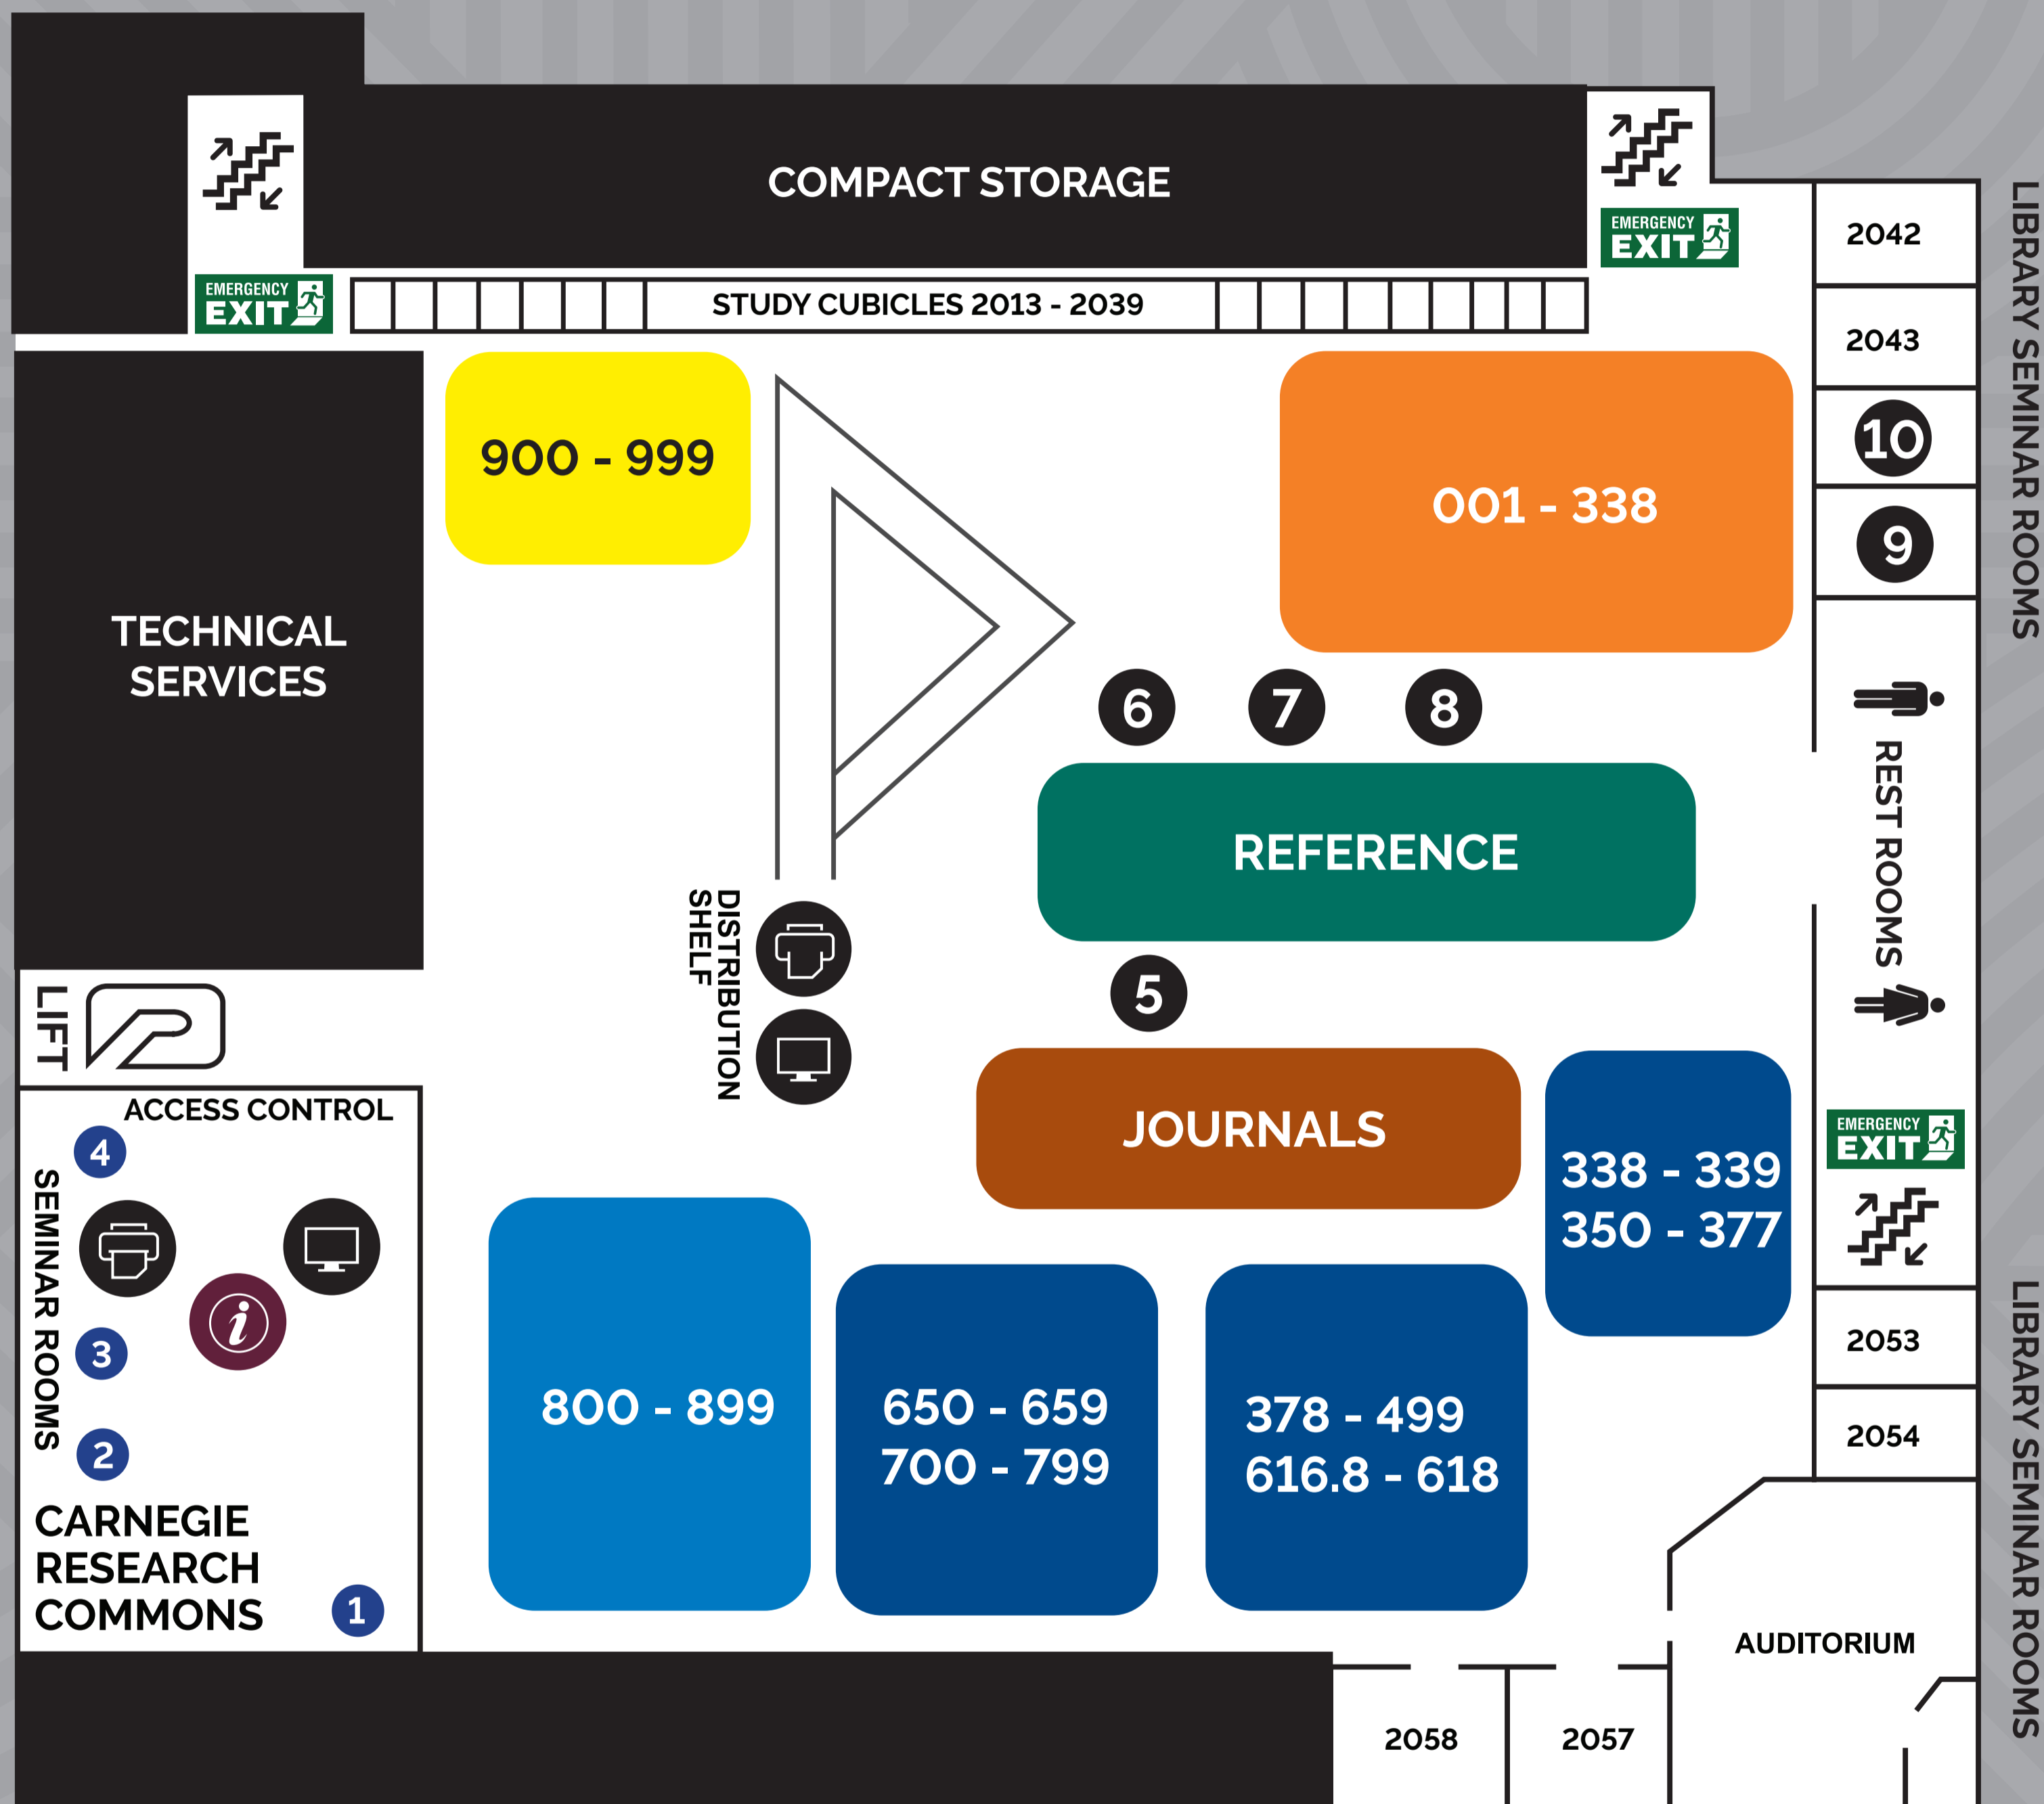 COMPACT STORAGE
EMERGENCY
EXIT
EMERGENCY
EXIT
STUDY CUBICLES 2013 - 2039
2042
2043
10
9
LIBRARY SEMINAR ROOMS
900 - 999
001 - 338
TECHNICAL
SERVICES
6
7
8
REST ROOMS
REFERENCE
DISTRIBUTION
SHELF
5
LIFT
JOURNALS
338 - 339
350 - 377
EMERGENCY
EXIT
ACCESS CONTROL
4
SEMINAR ROOMS
i
3
2
CARNEGIE
RESEARCH
COMMONS
1
800 - 899
650 - 659
700 - 799
378 - 499
616.8 - 618
2053
2054
LIBRARY SEMINAR ROOMS
AUDITORIUM
2058
2057